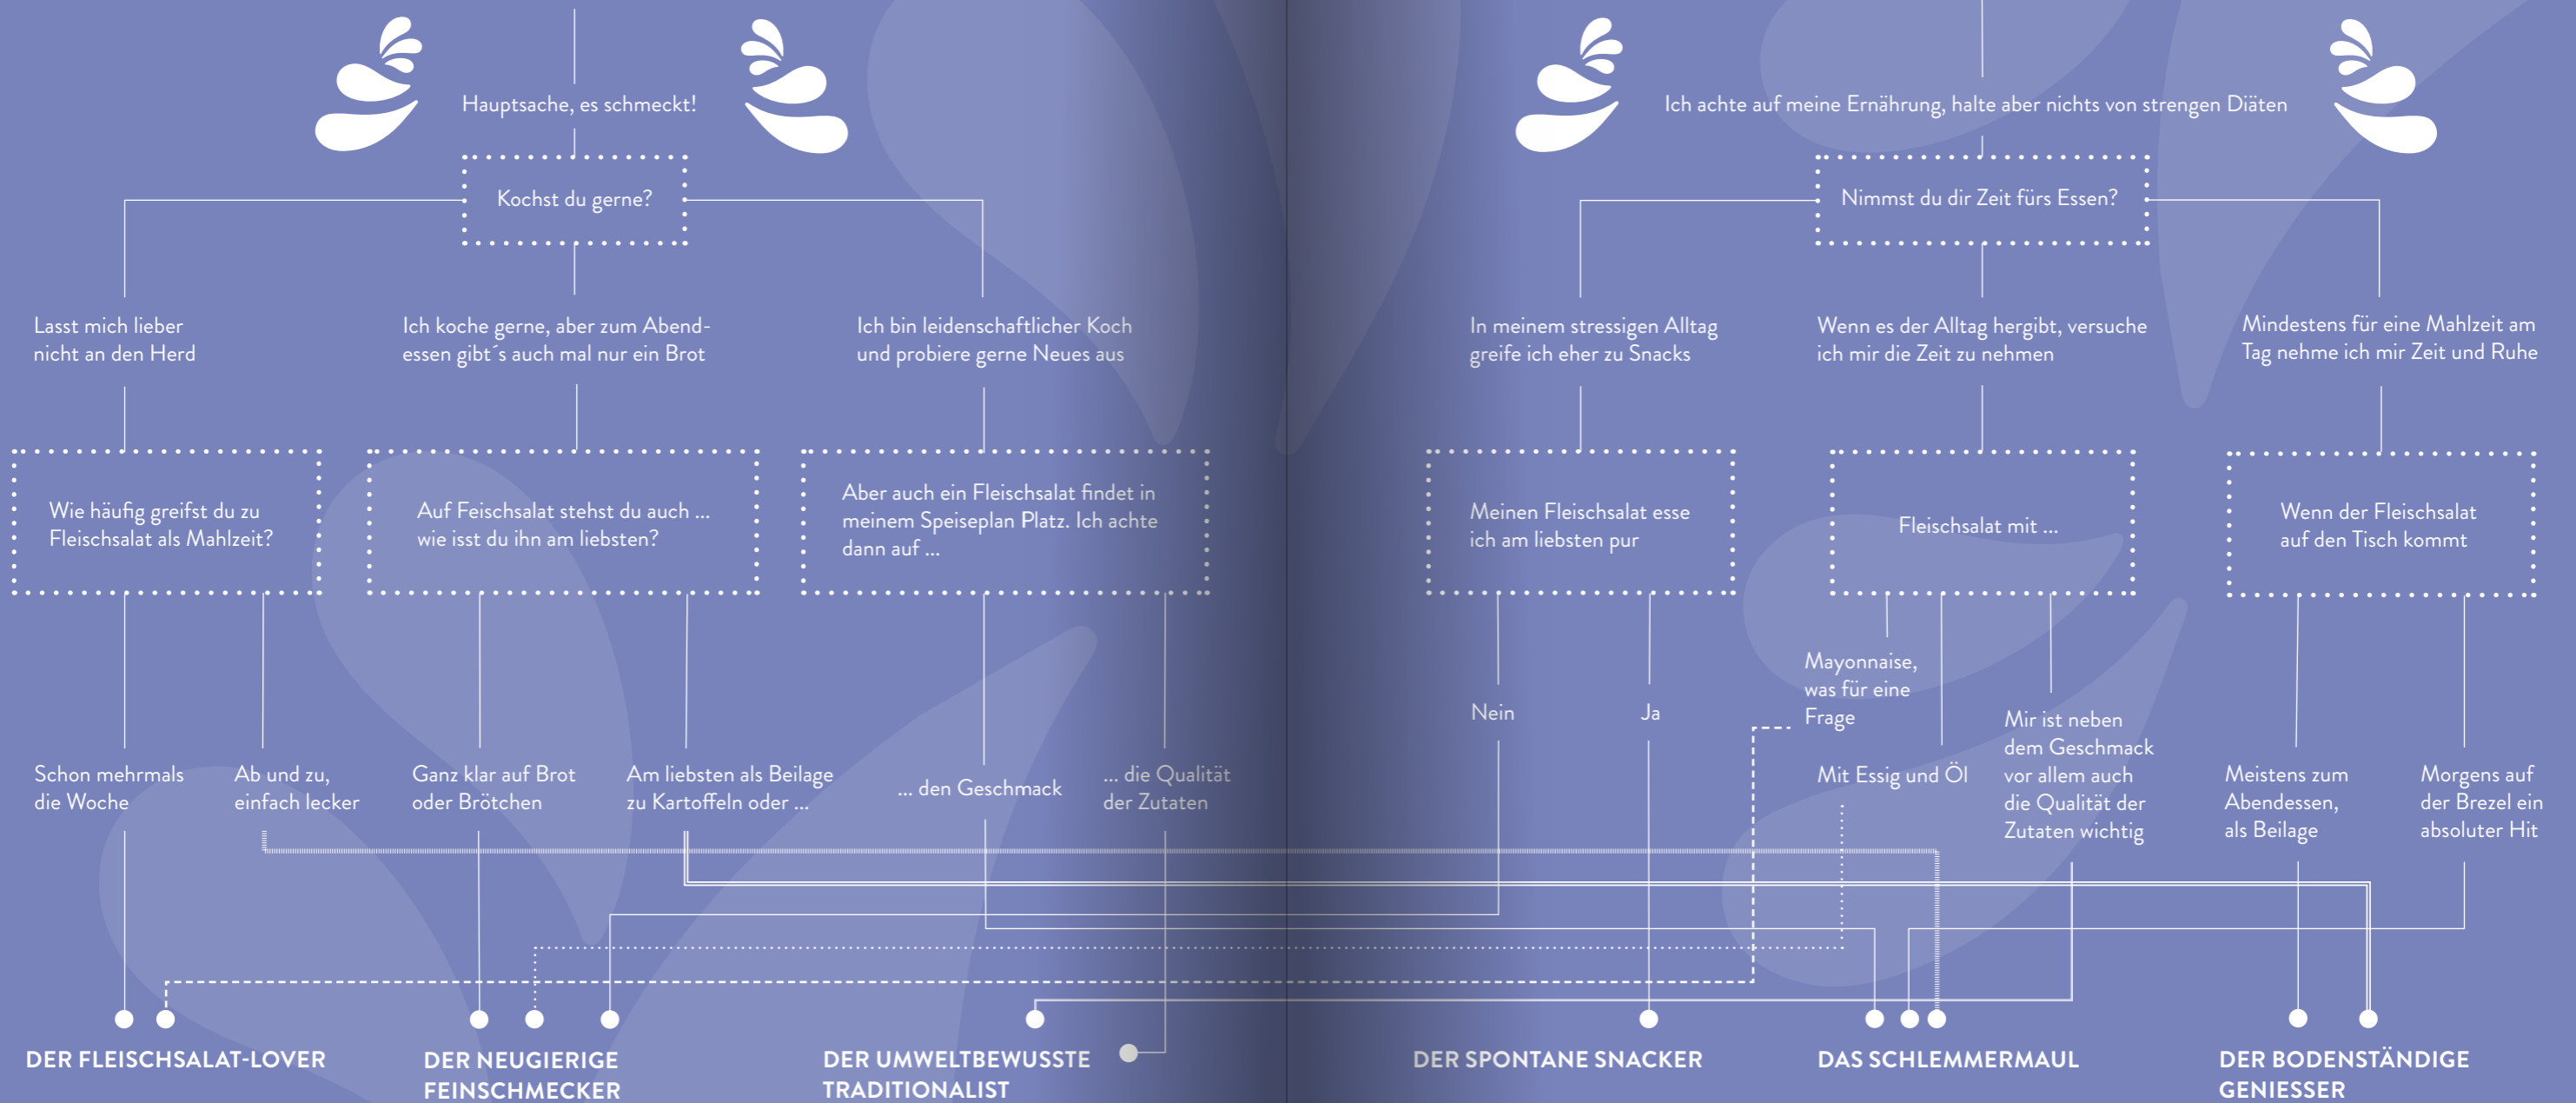 Hauptsache, es schmeckt!
Kochst du gerne?
Lasst mich lieber
nicht an den Herd
Ich koche gerne, aber zum Abend-
essen gibt´s auch mal nur ein Brot
Ich bin leidenschaftlicher Koch
und probiere gerne Neues aus
Wie häufig greifst du zu
Fleischsalat als Mahlzeit?
Auf Feischsalat stehst du auch ...
wie isst du ihn am liebsten?
Aber auch ein Fleischsalat findet in
meinem Speiseplan Platz. Ich achte
dann auf ...
Schon mehrmals
die Woche
Ab und zu,
einfach lecker
Ganz klar auf Brot
oder Brötchen
Am liebsten als Beilage
zu Kartoffeln oder ...
... den Geschmack
... die Qualität
der Zutaten
DER FLEISCHSALAT-LOVER
DER NEUGIERIGE
FEINSCHMECKER
DER UMWELTBEWUSSTE
TRADITIONALIST
Ich achte auf meine Ernährung, halte aber nichts von strengen Diäten
Nimmst du dir Zeit fürs Essen?
In meinem stressigen Alltag
greife ich eher zu Snacks
Wenn es der Alltag hergibt, versuche
ich mir die Zeit zu nehmen
Mindestens für eine Mahlzeit am
Tag nehme ich mir Zeit und Ruhe
Meinen Fleischsalat esse
ich am liebsten pur
Fleischsalat mit ...
Wenn der Fleischsalat
auf den Tisch kommt
Nein
Ja
Mayonnaise,
was für eine
Frage
Mit Essig und Öl
Mir ist neben
dem Geschmack
vor allem auch
die Qualität der
Zutaten wichtig
Meistens zum
Abendessen,
als Beilage
Morgens auf
der Brezel ein
absoluter Hit
DER SPONTANE SNACKER
DAS SCHLEMMERMAUL
DER BODENSTÄNDIGE
GENIESSER